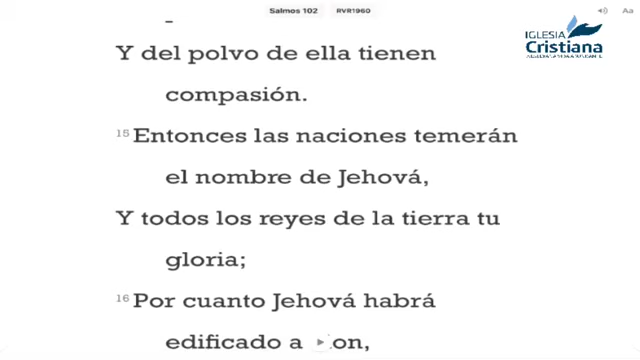 Salmos 102 RVR1960
Aa
IGLESIA
Cristiana
Y del polvo de ella tienen
compasión.
15 Entonces las naciones temerán
el nombre de Jehová,
Y todos los reyes de la tierra tu
gloria;
16 Por cuanto Jehová habrá
edificado a